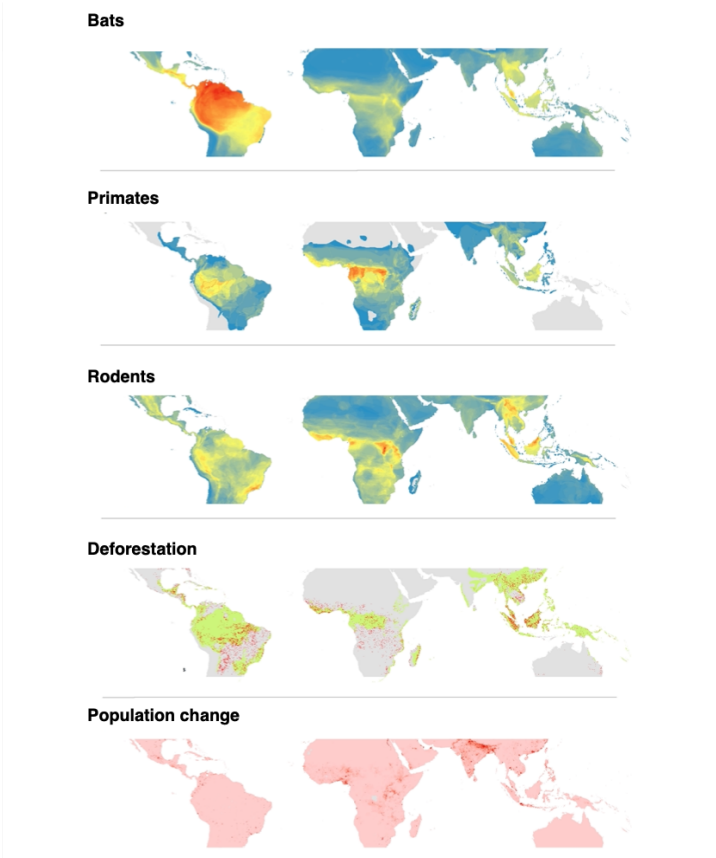 Bats
Primates
Rodents
Deforestation
Population change